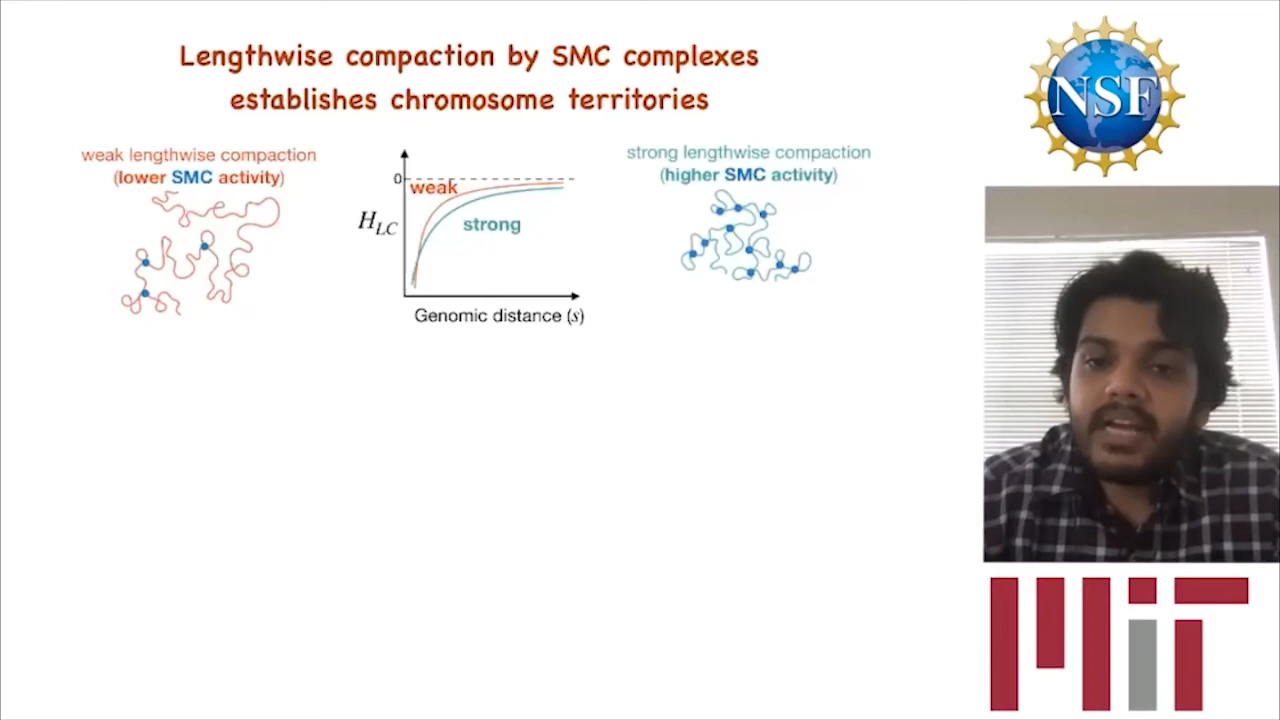 Lengthwise compaction by SMC complexes
establishes chromosome territories
weak lengthwise compaction
(lower SMC activity)
0
weak
strong
H_LC
Genomic distance (s)
strong lengthwise compaction
(higher SMC activity)
NSF
MIT